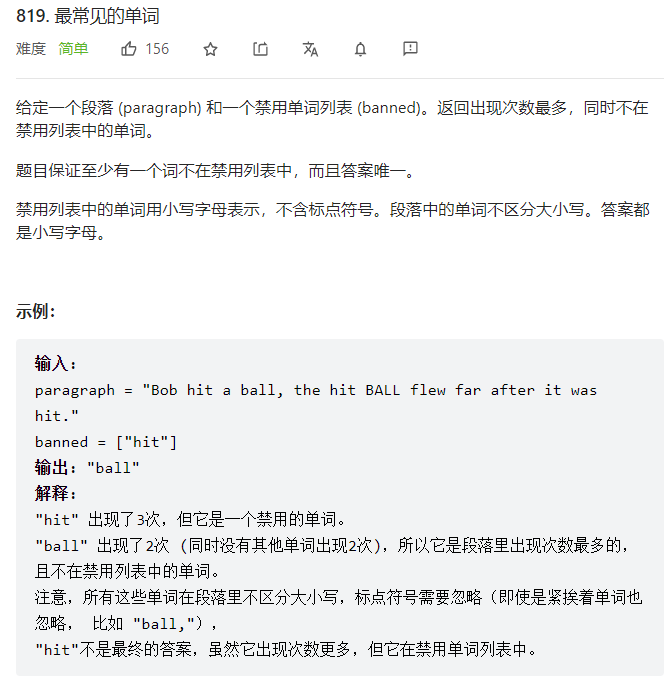 819. 最常见的单词
难度 简单 156
给定一个段落 (paragraph) 和一个禁用单词列表 (banned)。返回出现次数最多，同时不在
禁用列表中的单词。
题目保证至少有一个词不在禁用列表中，而且答案唯一。
禁用列表中的单词用小写字母表示，不含标点符号。段落中的单词不区分大小写。答案都
是小写字母。
示例：
输入：
paragraph = "Bob hit a ball, the hit BALL flew far after it was
hit."
banned = ["hit"]
输出："ball"
解释：
"hit" 出现了3次，但它是一个禁用的单词。
"ball" 出现了2次 (同时没有其他单词出现2次)，所以它是段落里出现次数最多的，
且不在禁用列表中的单词。
注意，所有这些单词在段落里不区分大小写，标点符号需要忽略（即使是紧挨着单词也
忽略， 比如 "ball,"），
"hit"不是最终的答案，虽然它出现次数更多，但它在禁用单词列表中。